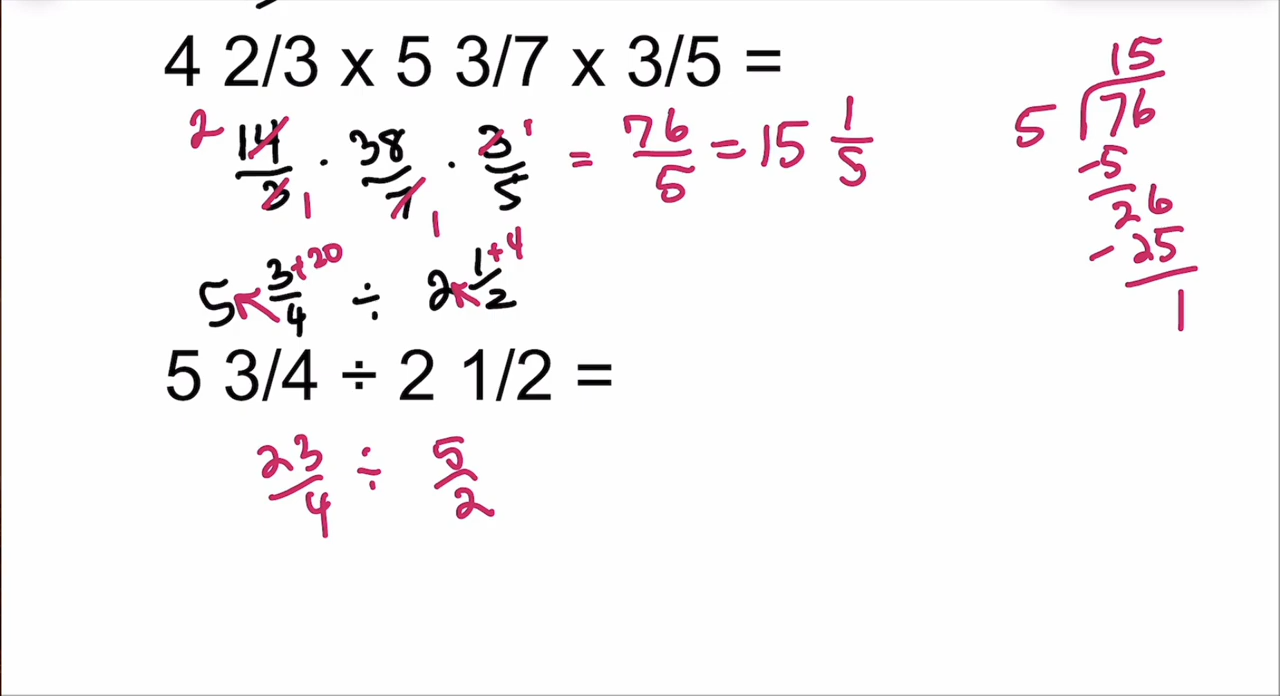 4 2/3 x 5 3/7 x 3/5 =
2 14/3 1 · 38/7 1 · 3/5 1 = 76/5 = 15 1/5
5 3/4 +20 ÷ 2 1/2 +4
5 3/4 ÷ 2 1/2 =
23/4 ÷ 5/2
15
5 76
-5
26
-25
1